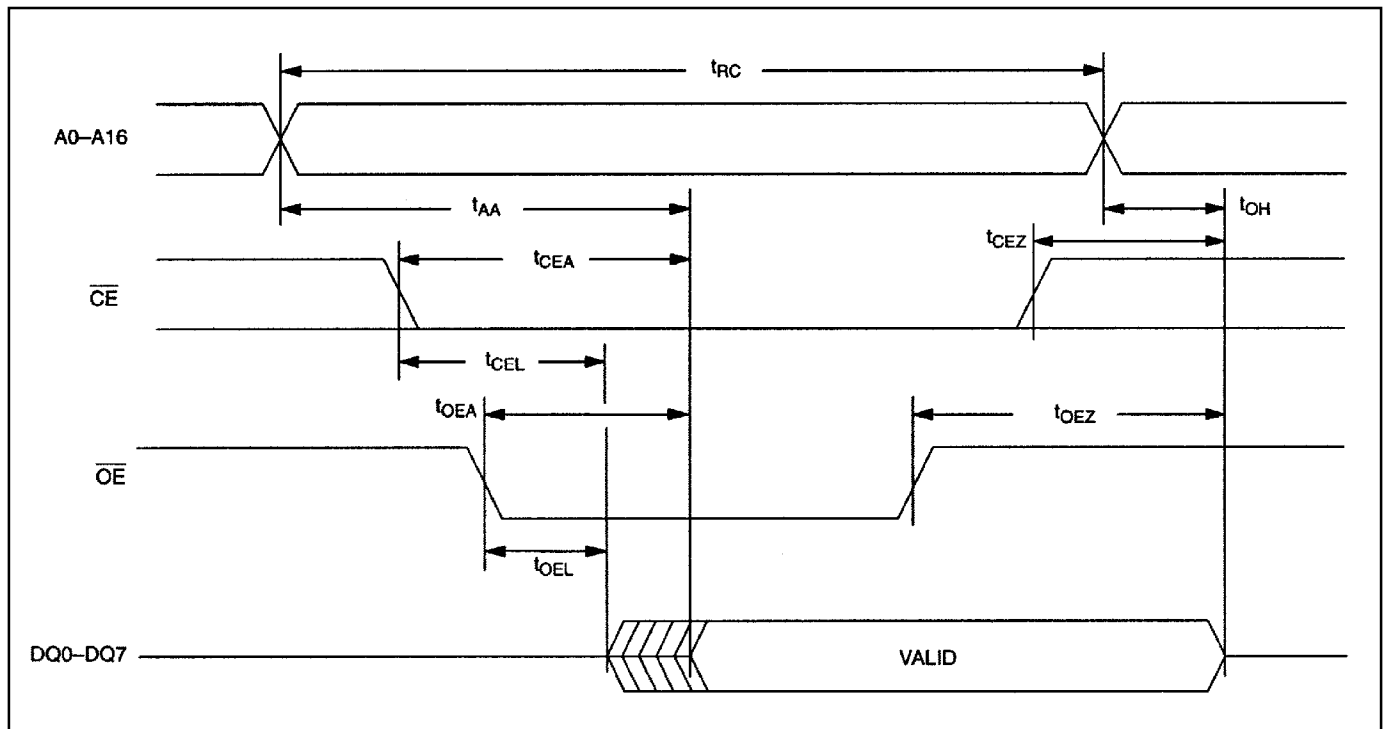 tRC
A0–A16
tAA
tOH
tCEZ
tCEA
CE
tCEL
tOEA
tOEZ
OE
tOEL
DQ0–DQ7
VALID